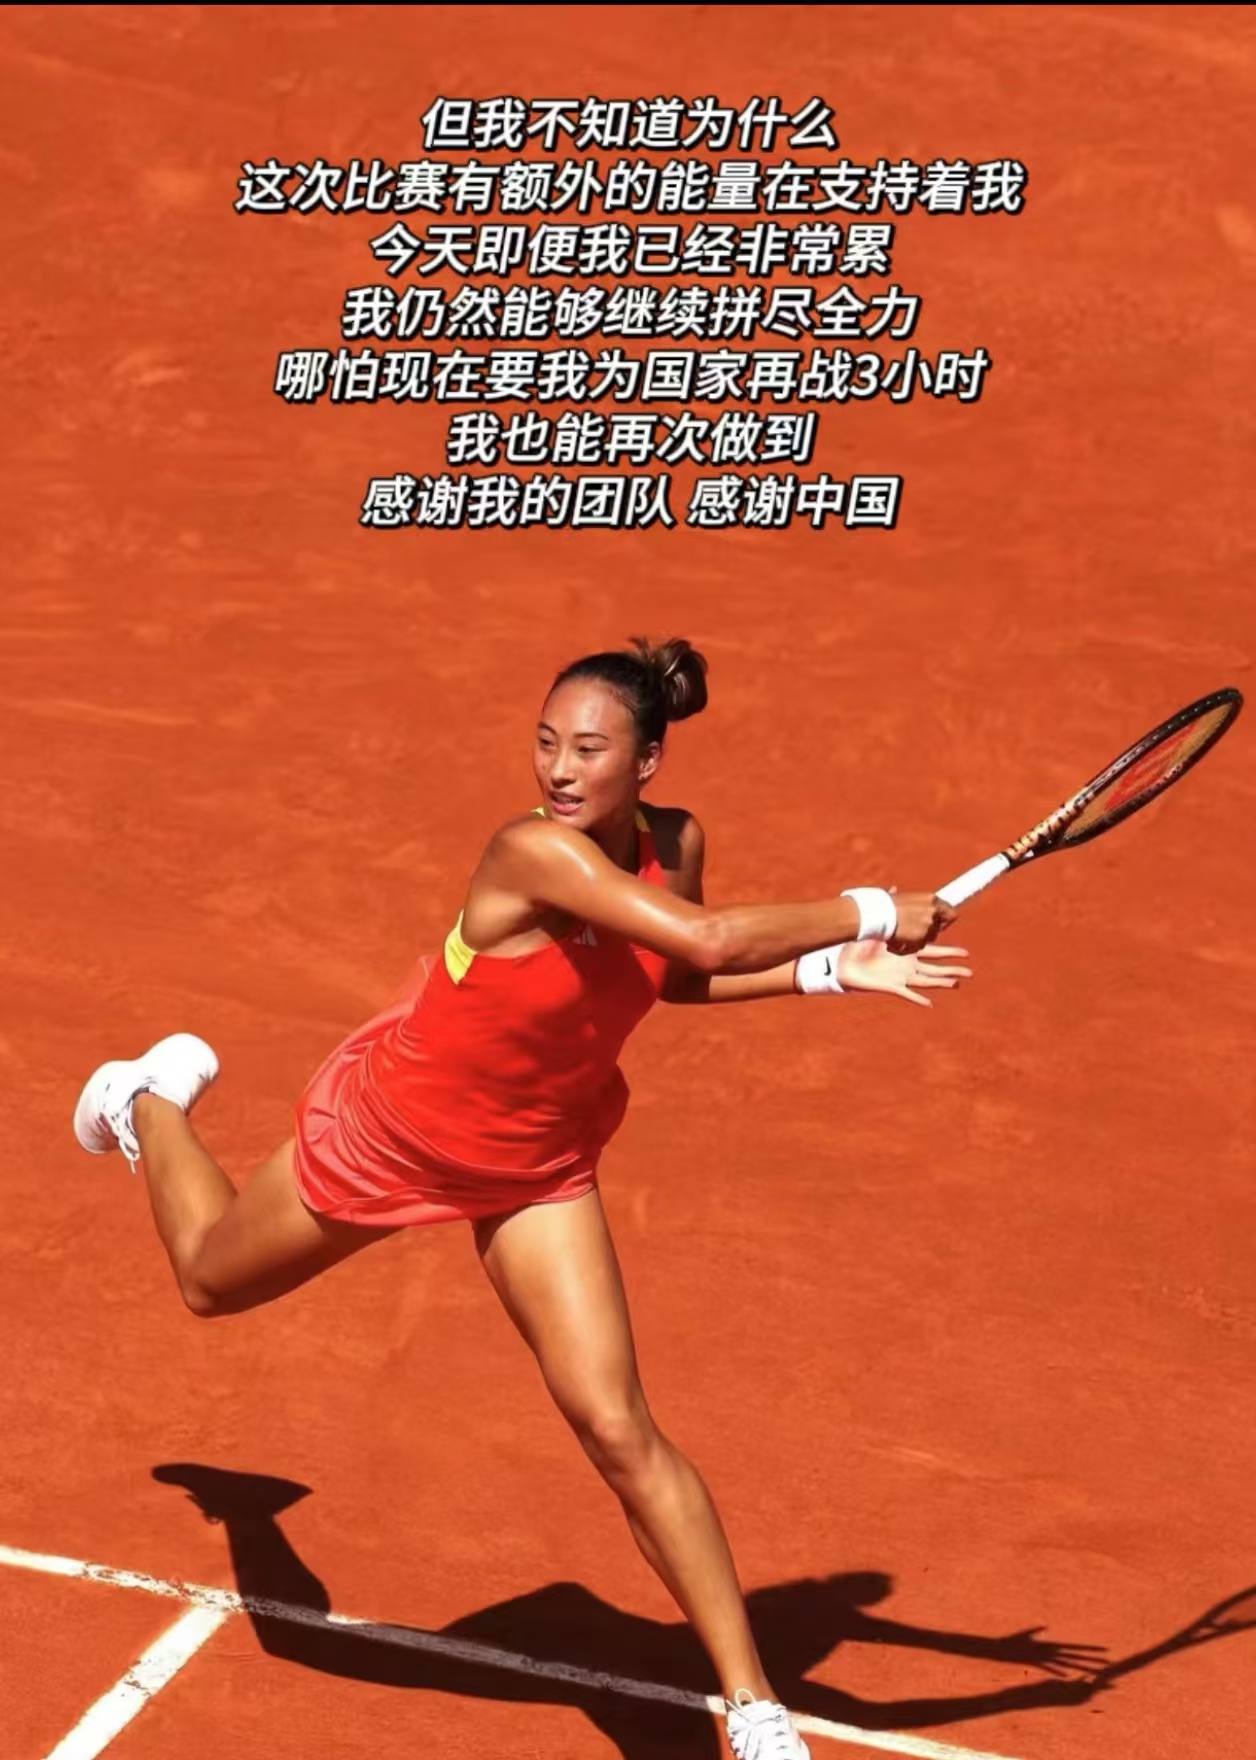 但我不知道为什么
这次比赛有额外的能量在支持着我
今天即便我已经非常累
我仍然能够继续拼尽全力
哪怕现在要我为国家再战3小时
我也能再次做到
感谢我的团队 感谢中国